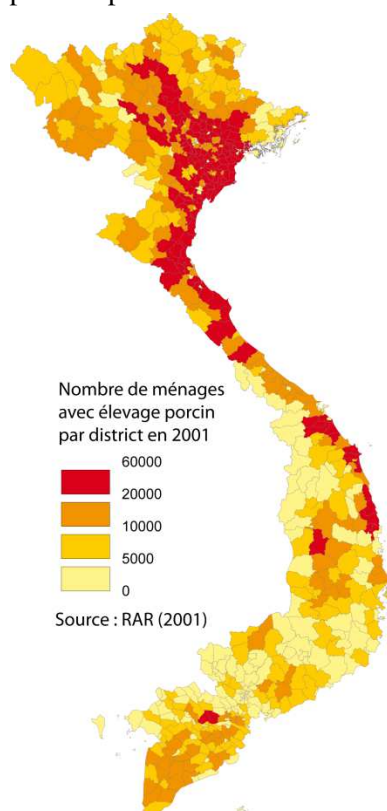 Nombre de ménages
avec élevage porcin
par district en 2001
60000
20000
10000
5000
0
Source : RAR (2001)